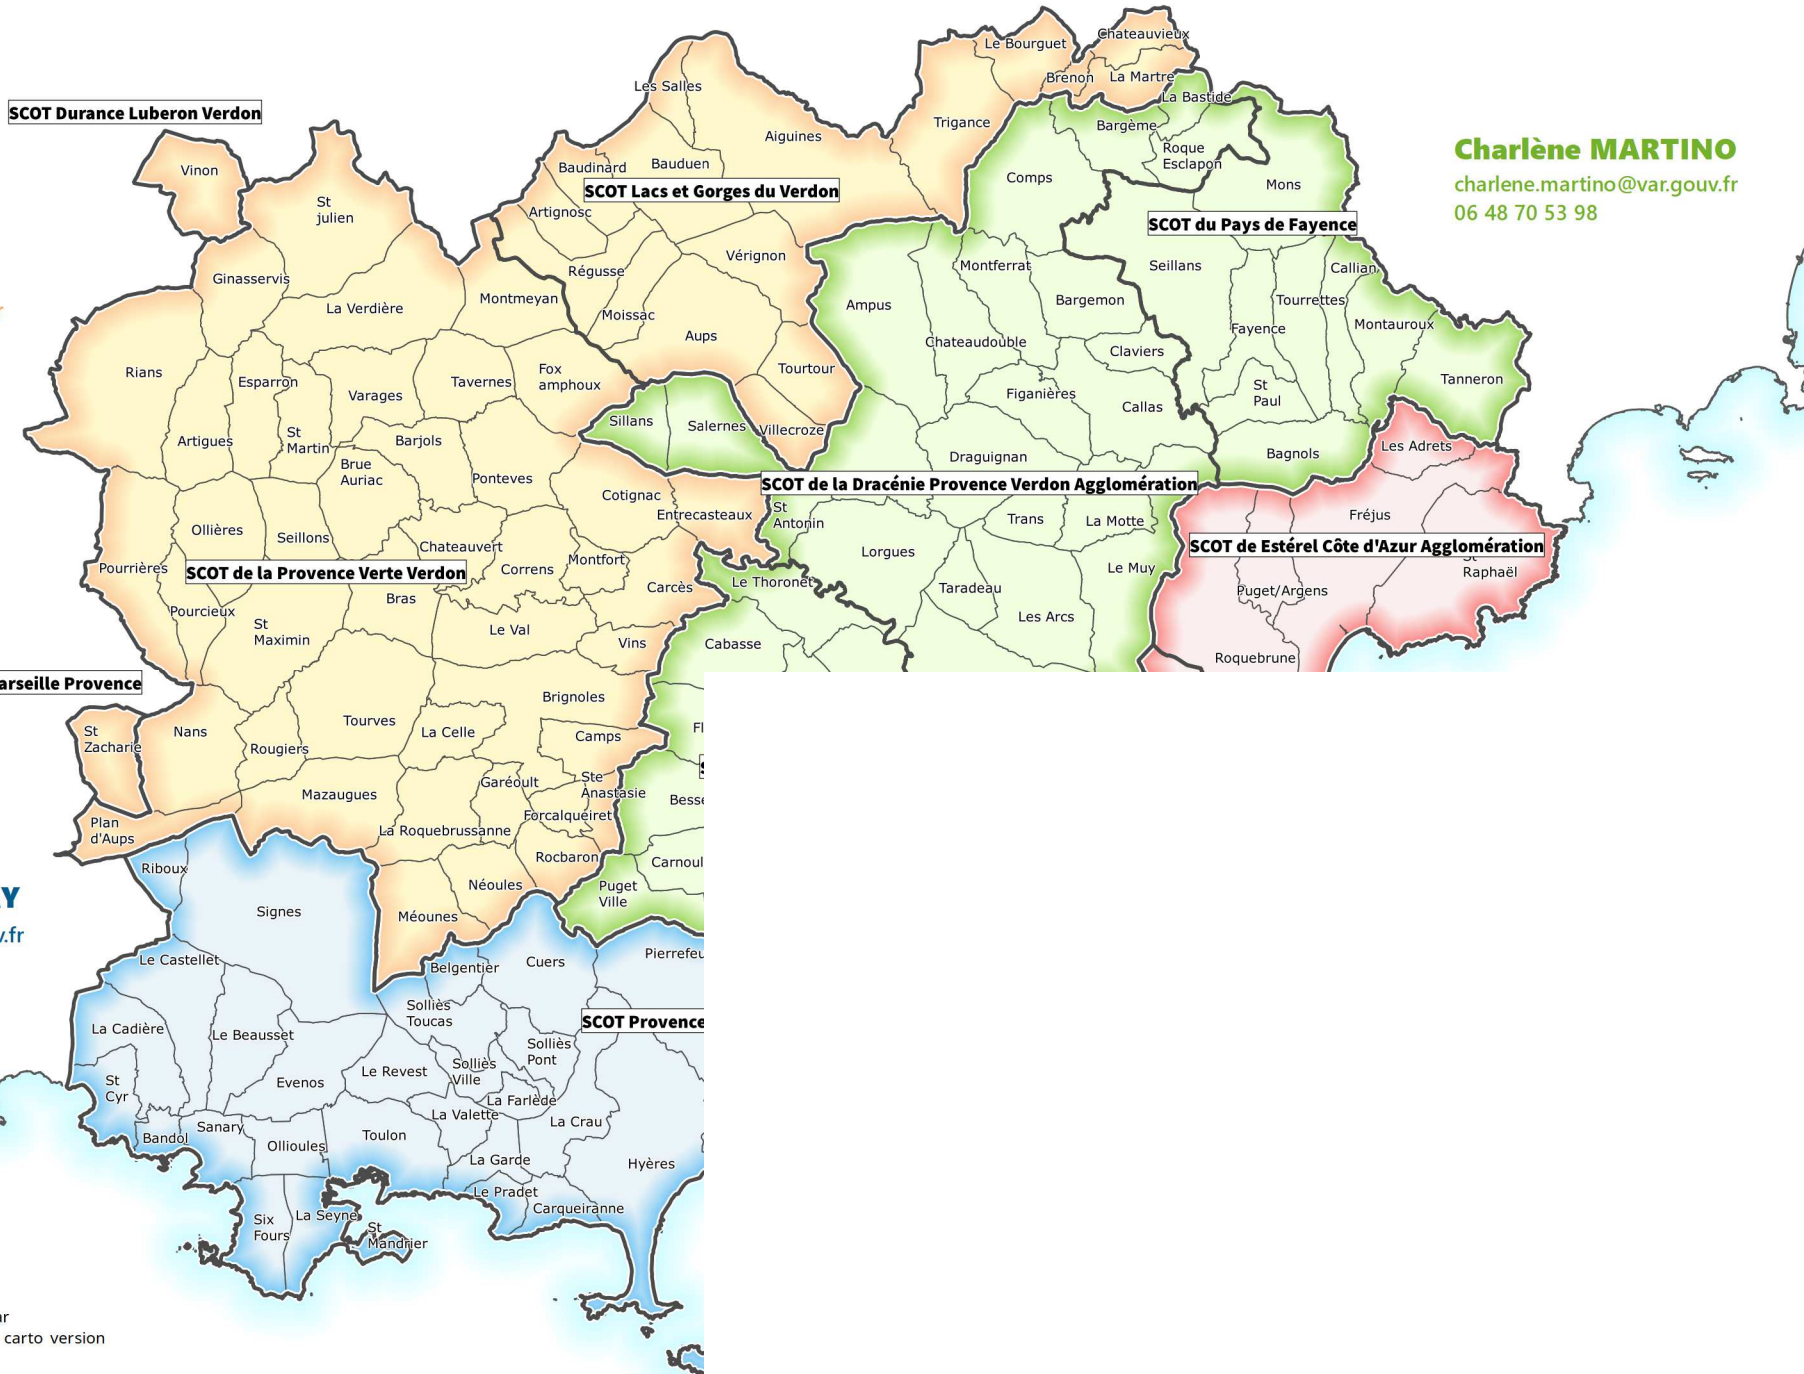 Chateauvieux
Le Bourguet
Brenon
La Martre
Les Salles
La Bastide
SCOT Durance Luberon Verdon
Trigance
Bargème
Aiguines
Charlène MARTINO
Roque
Esclapon
Vinon
Baudinard
Bauduen
Comps
Mons
charlene.martino@var.gouv.fr
SCOT Lacs et Gorges du Verdon
St
julien
Artignosc
06 48 70 53 98
SCOT du Pays de Fayence
Vérignon
Montferrat
Seillans
Callian
Ginasservis
Régusse
Montmeyan
La Verdière
Ampus
Bargemon
Tourrettes
Moissac
Fayence
Montauroux
Aups
Chateaudouble
Claviers
Rians
Esparron
Tavernes
Fox
amphoux
Tourtour
Tanneron
Varages
Figanières
St
Paul
Callas
Sillans
Salernes
Villecroze
Artigues
St
Martin
Barjols
Les Adrets
Bagnols
Draguignan
Brue
Auriac
Ponteves
SCOT de la Dracénie Provence Verdon Agglomération
Cotignac
Entrecasteaux
St
Antonin
Trans
La Motte
Fréjus
Ollières
Seillons
Chateauvert
Lorgues
SCOT de Estérel Côte d'Azur Agglomération
Montfort
Pourrières
SCOT de la Provence Verte Verdon
Correns
Le Muy
St
Raphaël
Le Thoronet
Carcès
Taradeau
Puget/Argens
Bras
Pourcieux
Les Arcs
St
Maximin
Le Val
Vins
Cabasse
Roquebrune
arseille Provence
Brignoles
Tourves
St
Zacharie
Nans
La Celle
Camps
Rougiers
Fl
Garéoult
Ste
Anastasie
Mazaugues
Besse
Forcalqueiret
Plan
d'Aups
La Roquebrussanne
Rocbaron
Carnoul
Riboux
Néoules
Puget
Ville
AY
Signes
Méounes
v.fr
Le Castellet
Belgentier
Cuers
Pierrefeu
Solliès
Toucas
SCOT Provence
La Cadière
Le Beausset
Solliès
Pont
Le Revest
Solliès
Ville
St
Cyr
Evenos
La Farlède
La Valette
La Crau
Sanary
Bandol
Toulon
Ollioules
La Garde
Hyères
Le Pradet
Carqueiranne
Six
Fours
La Seyne
St
Mandrier
ar
carto version